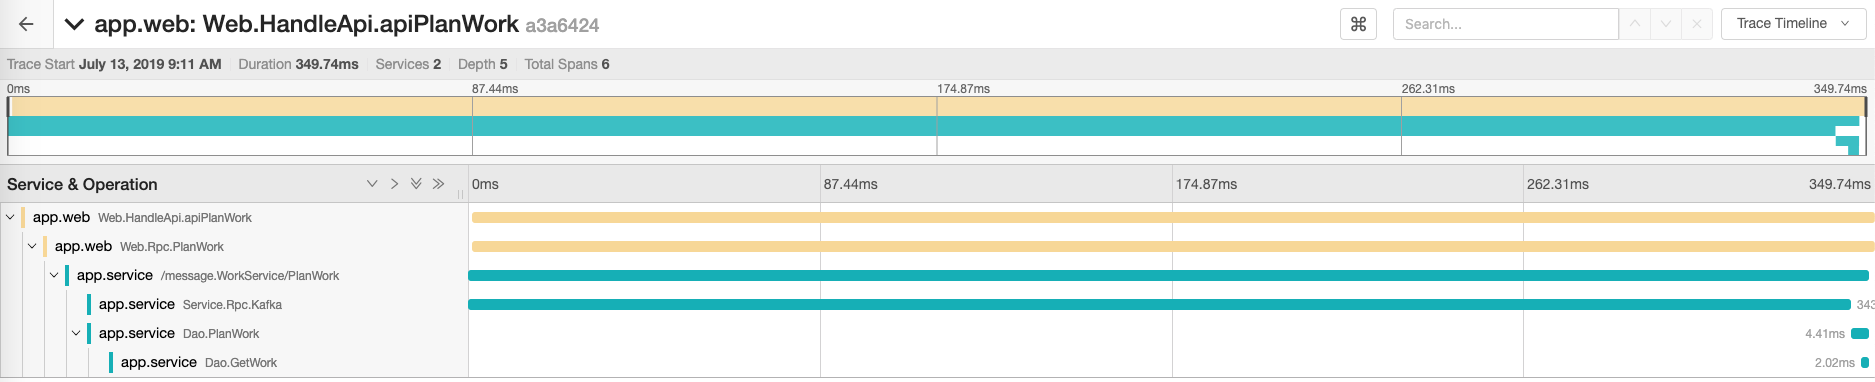 app.web: Web.HandleApi.apiPlanWork a3a6424
⌘ Search... Trace Timeline
Trace Start July 13, 2019 9:11 AM Duration 349.74ms Services 2 Depth 5 Total Spans 6
0ms 87.44ms 174.87ms 262.31ms 349.74ms
Service & Operation 0ms 87.44ms 174.87ms 262.31ms 349.74ms
app.web Web.HandleApi.apiPlanWork
app.web Web.Rpc.PlanWork
app.service /message.WorkService/PlanWork
app.service Service.Rpc.Kafka 343
app.service Dao.PlanWork 4.41ms
app.service Dao.GetWork 2.02ms